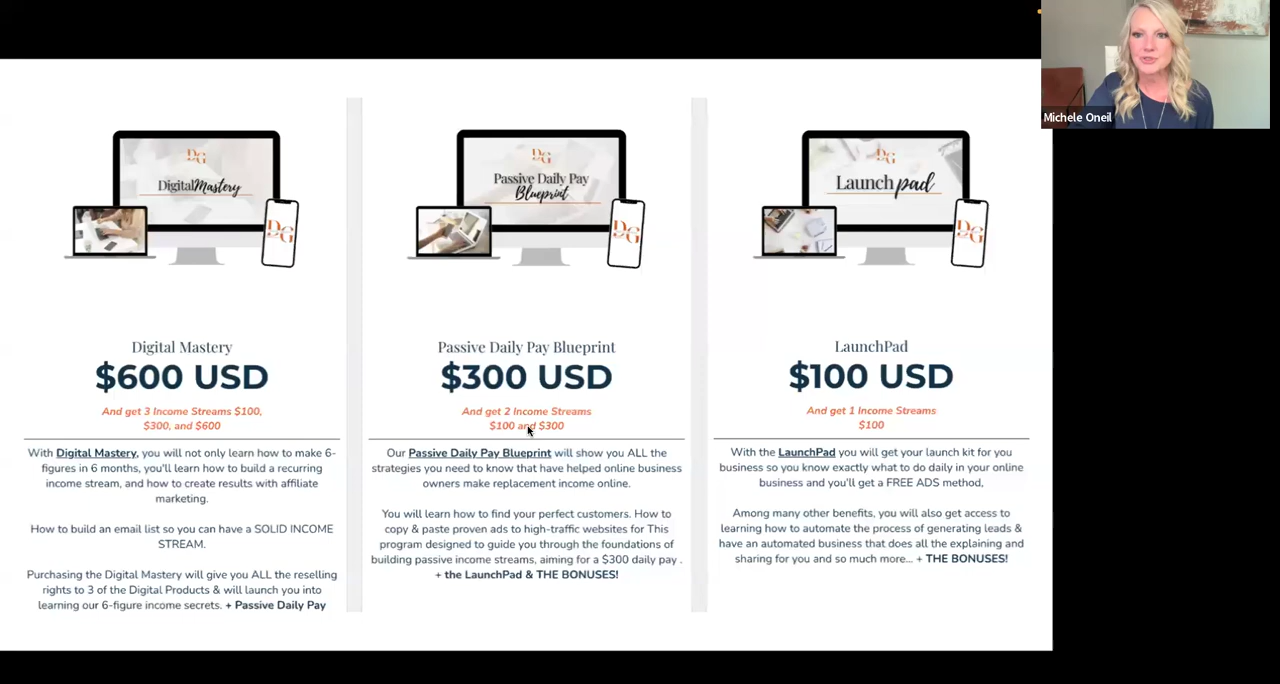 Michele Oneil
DG
Digital Mastery
DG
Digital Mastery
$600 USD
And get 3 Income Streams $100,
$300, and $600
With Digital Mastery, you will not only learn how to make 6-
figures in 6 months, you'll learn how to build a recurring
income stream, and how to create results with affiliate
marketing.
How to build an email list so you can have a SOLID INCOME
STREAM.
Purchasing the Digital Mastery will give you ALL the reselling
rights to 3 of the Digital Products & will launch you into
learning our 6-figure income secrets. + Passive Daily Pay
DG
Passive Daily Pay
Blueprint
DG
Passive Daily Pay Blueprint
$300 USD
And get 2 Income Streams
$100 and $300
Our Passive Daily Pay Blueprint will show you ALL the
strategies you need to know that have helped online business
owners make replacement income online.
You will learn how to find your perfect customers. How to
copy & paste proven ads to high-traffic websites for This
program designed to guide you through the foundations of
building passive income streams, aiming for a $300 daily pay .
+ the LaunchPad & THE BONUSES!
DG
Launch pad
DG
LaunchPad
$100 USD
And get 1 Income Streams
$100
With the LaunchPad you will get your launch kit for you
business so you know exactly what to do daily in your online
business and you'll get a FREE ADS method,
Among many other benefits, you will also get access to
learning how to automate the process of generating leads &
have an automated business that does all the explaining and
sharing for you and so much more... + THE BONUSES!